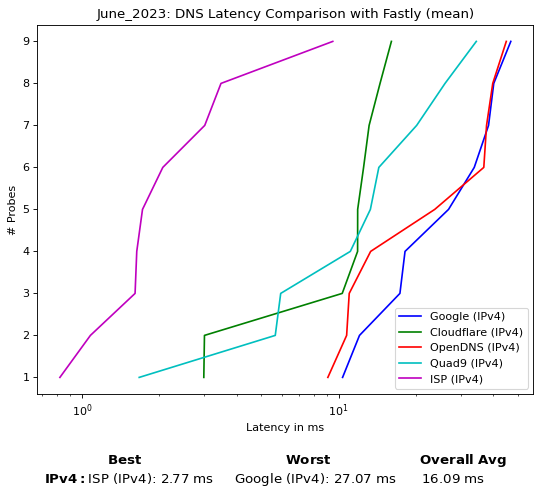 June_2023: DNS Latency Comparison with Fastly (mean)
9
8
7
6
5
4
3
2
1
# Probes
Google (IPv4)
Cloudflare (IPv4)
OpenDNS (IPv4)
Quad9 (IPv4)
ISP (IPv4)
10⁰ 10¹
Latency in ms
Best Worst Overall Avg
IPv4: ISP (IPv4): 2.77 ms Google (IPv4): 27.07 ms 16.09 ms